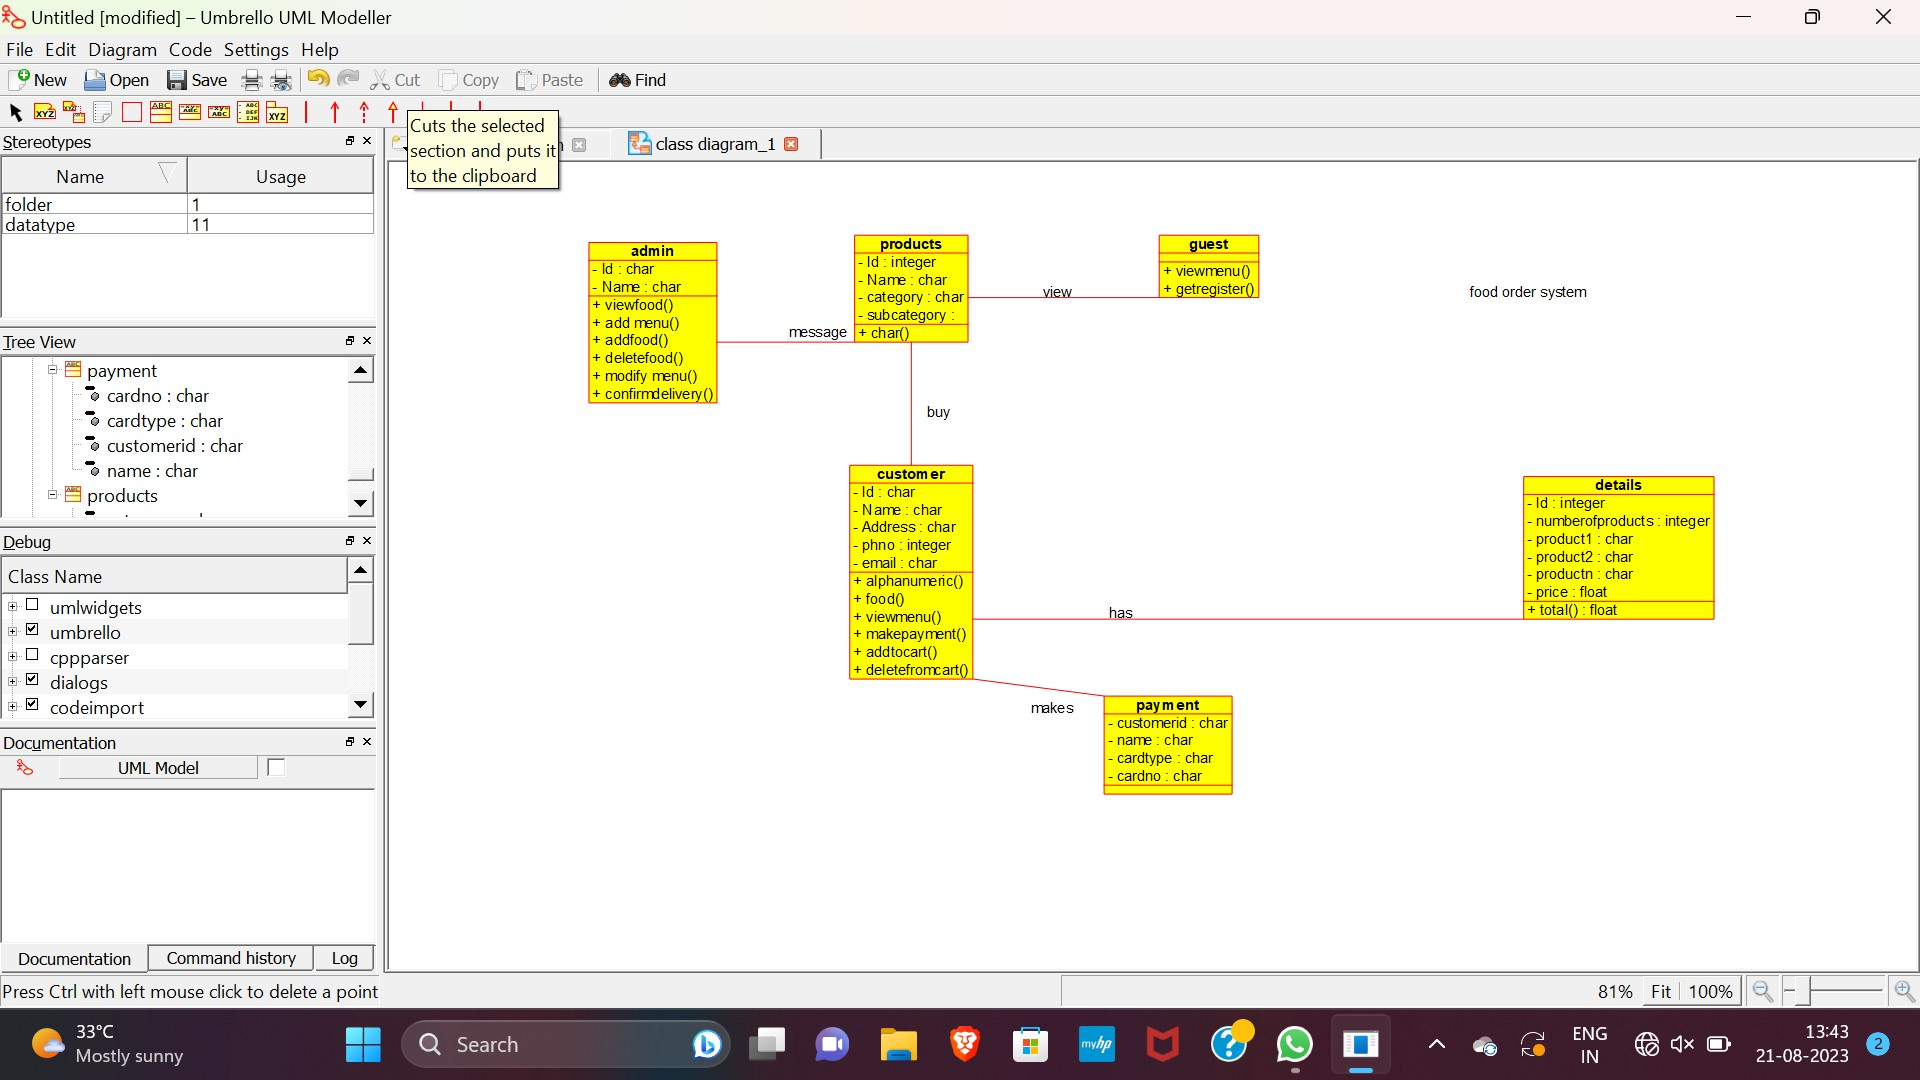 Untitled [modified] – Umbrello UML Modeller
File Edit Diagram Code Settings Help
New Open Save Cut Copy Paste Find
Cuts the selected
section and puts it
to the clipboard
class diagram_1
Stereotypes
Name Usage
folder 1
datatype 11
Tree View
payment
cardno : char
cardtype : char
customerid : char
name : char
products
Debug
Class Name
umlwidgets
umbrello
cppparser
dialogs
codeimport
Documentation
UML Model
Documentation Command history Log
Press Ctrl with left mouse click to delete a point
admin
- Id : char
- Name : char
+ viewfood()
+ add menu()
+ addfood()
+ deletefood()
+ modify menu()
+ confirmdelivery()
message
products
- Id : integer
- Name : char
- category : char
- subcategory :
+ char()
view
guest
+ viewmenu()
+ getregister()
food order system
buy
customer
- Id : char
- Name : char
- Address : char
- phno : integer
- email : char
+ alphanumeric()
+ food()
+ viewmenu()
+ makepayment()
+ addtocart()
+ deletefromcart()
has
details
- Id : integer
- numberofproducts : integer
- product1 : char
- product2 : char
- productn : char
- price : float
+ total() : float
makes
payment
- customerid : char
- name : char
- cardtype : char
- cardno : char
81% Fit 100%
33°C
Mostly sunny
Search
myhp
ENG
IN
13:43
21-08-2023
2